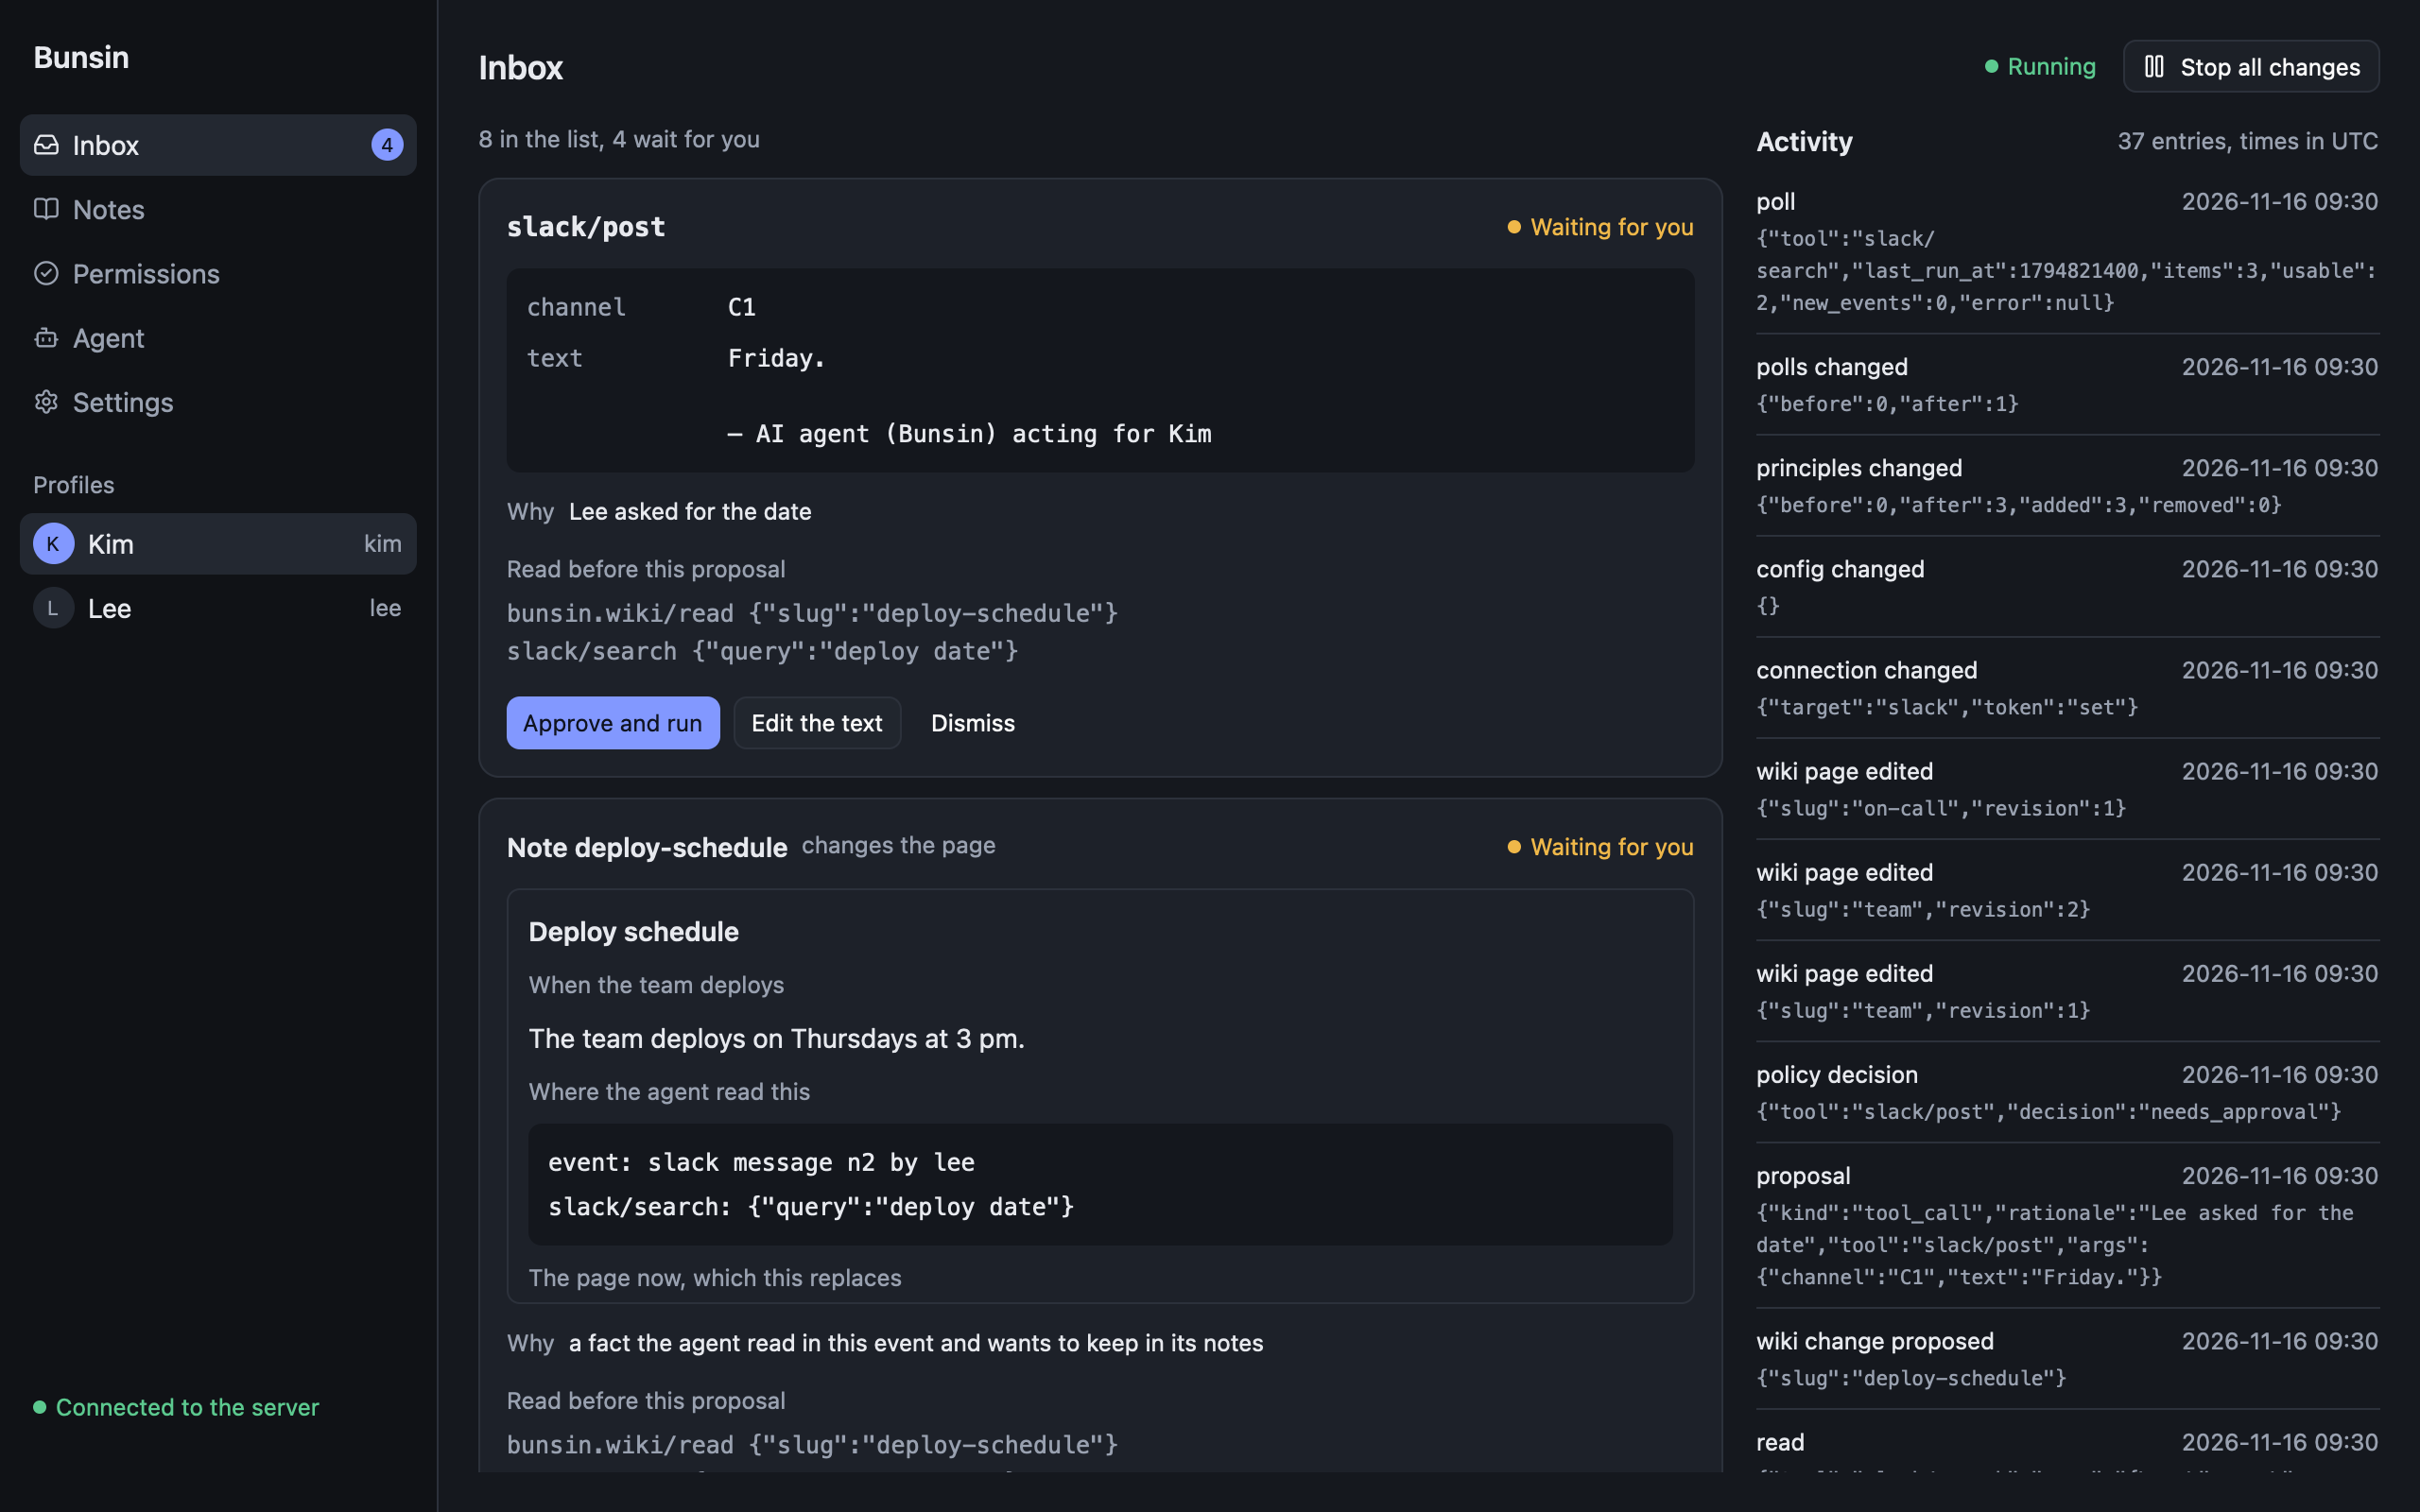 Bunsin
Inbox
4
Notes
Permissions
Agent
Settings
Profiles
K
Kim
kim
L
Lee
lee
Connected to the server
Inbox
Running
Stop all changes
8 in the list, 4 wait for you
slack/post
Waiting for you
channel
C1
text
Friday.
— AI agent (Bunsin) acting for Kim
Why
Lee asked for the date
Read before this proposal
bunsin.wiki/read {"slug":"deploy-schedule"}
slack/search {"query":"deploy date"}
Approve and run
Edit the text
Dismiss
Note deploy-schedule
changes the page
Waiting for you
Deploy schedule
When the team deploys
The team deploys on Thursdays at 3 pm.
Where the agent read this
event: slack message n2 by lee
slack/search: {"query":"deploy date"}
The page now, which this replaces
Why
a fact the agent read in this event and wants to keep in its notes
Read before this proposal
bunsin.wiki/read {"slug":"deploy-schedule"}
Activity
37 entries, times in UTC
poll
2026-11-16 09:30
{"tool":"slack/
search","last_run_at":1794821400,"items":3,"usable":
2,"new_events":0,"error":null}
polls changed
2026-11-16 09:30
{"before":0,"after":1}
principles changed
2026-11-16 09:30
{"before":0,"after":3,"added":3,"removed":0}
config changed
2026-11-16 09:30
{}
connection changed
2026-11-16 09:30
{"target":"slack","token":"set"}
wiki page edited
2026-11-16 09:30
{"slug":"on-call","revision":1}
wiki page edited
2026-11-16 09:30
{"slug":"team","revision":2}
wiki page edited
2026-11-16 09:30
{"slug":"team","revision":1}
policy decision
2026-11-16 09:30
{"tool":"slack/post","decision":"needs_approval"}
proposal
2026-11-16 09:30
{"kind":"tool_call","rationale":"Lee asked for the
date","tool":"slack/post","args":
{"channel":"C1","text":"Friday."}}
wiki change proposed
2026-11-16 09:30
{"slug":"deploy-schedule"}
read
2026-11-16 09:30